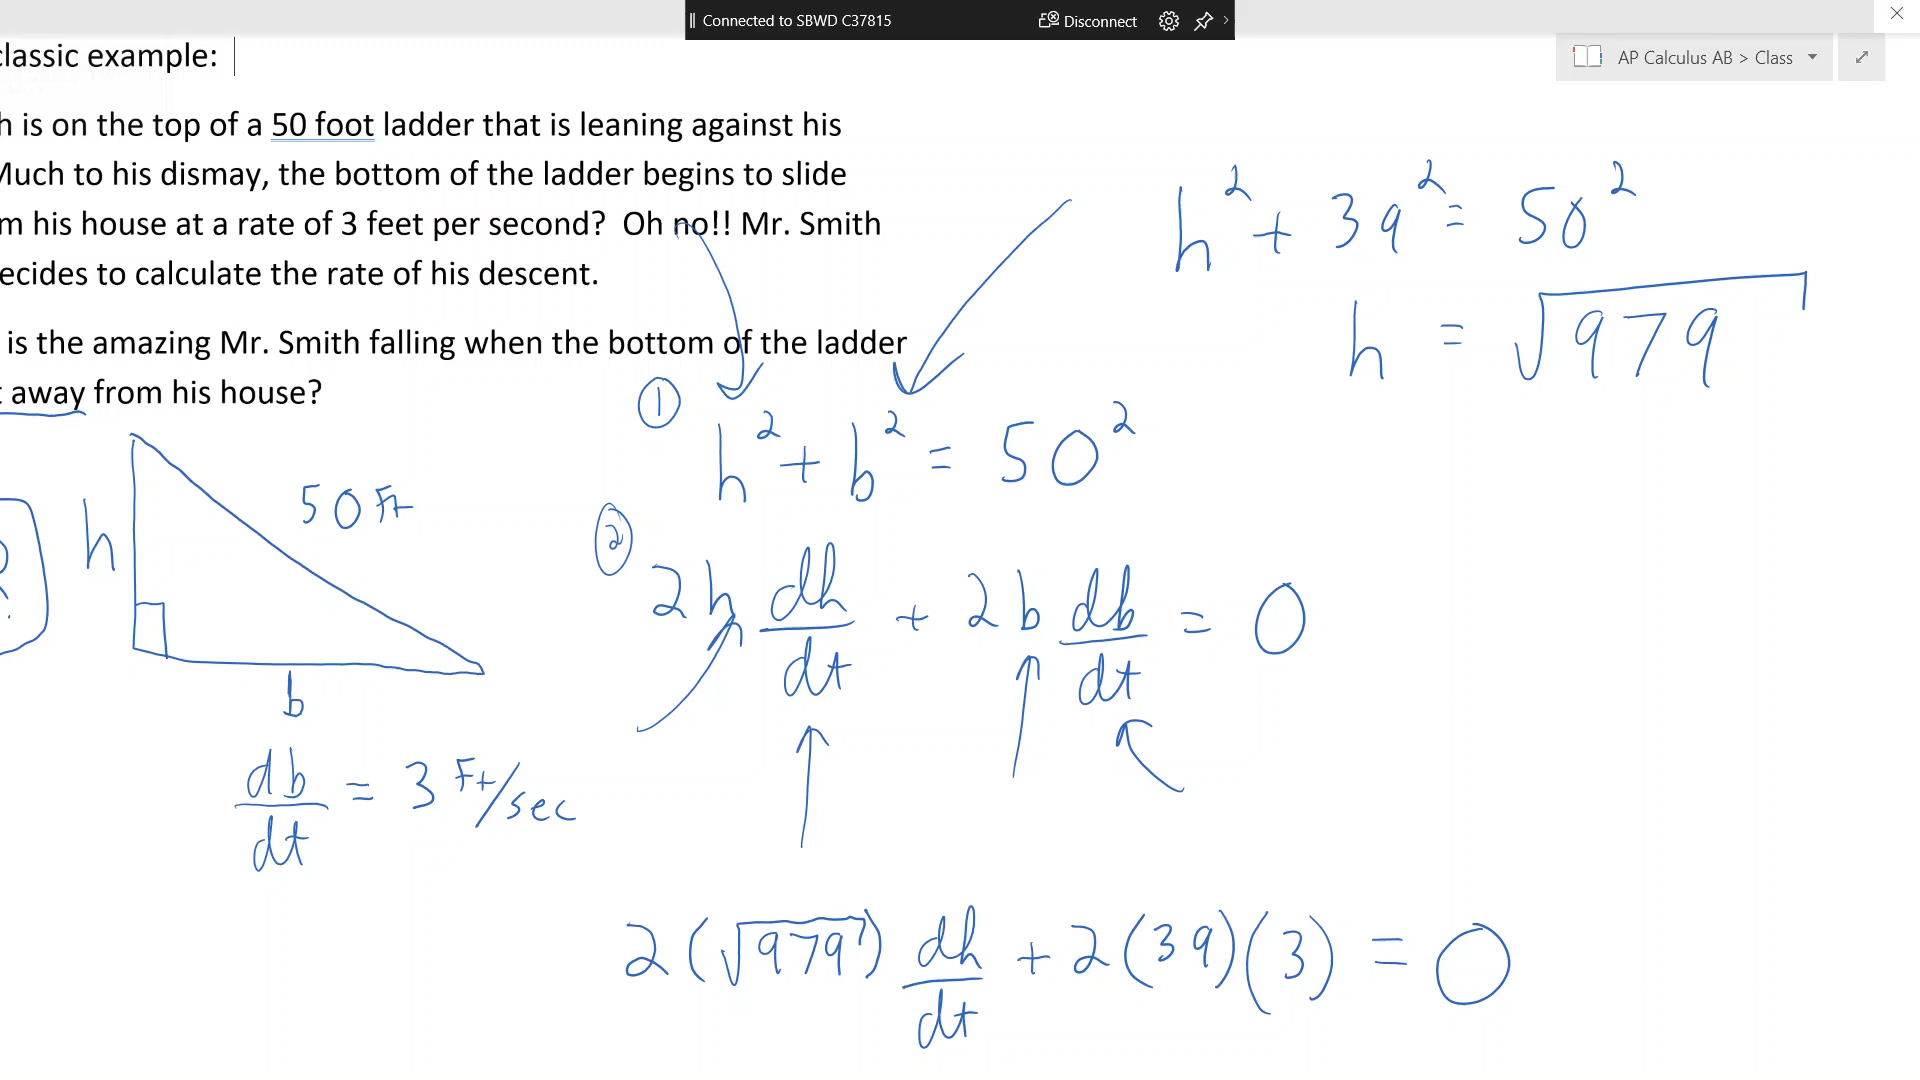 Connected to SBWD C37815 Disconnect
AP Calculus AB > Class
classic example:
h is on the top of a 50 foot ladder that is leaning against his
Much to his dismay, the bottom of the ladder begins to slide
m his house at a rate of 3 feet per second? Oh no!! Mr. Smith
ecides to calculate the rate of his descent.
is the amazing Mr. Smith falling when the bottom of the ladder
t away from his house?
h² + 39² = 50²
h = √979
① h² + b² = 50²
② 2h dh/dt + 2b db/dt = 0
h
50 Ft
b
db/dt = 3 Ft/sec
2(√979) dh/dt + 2(39)(3) = 0